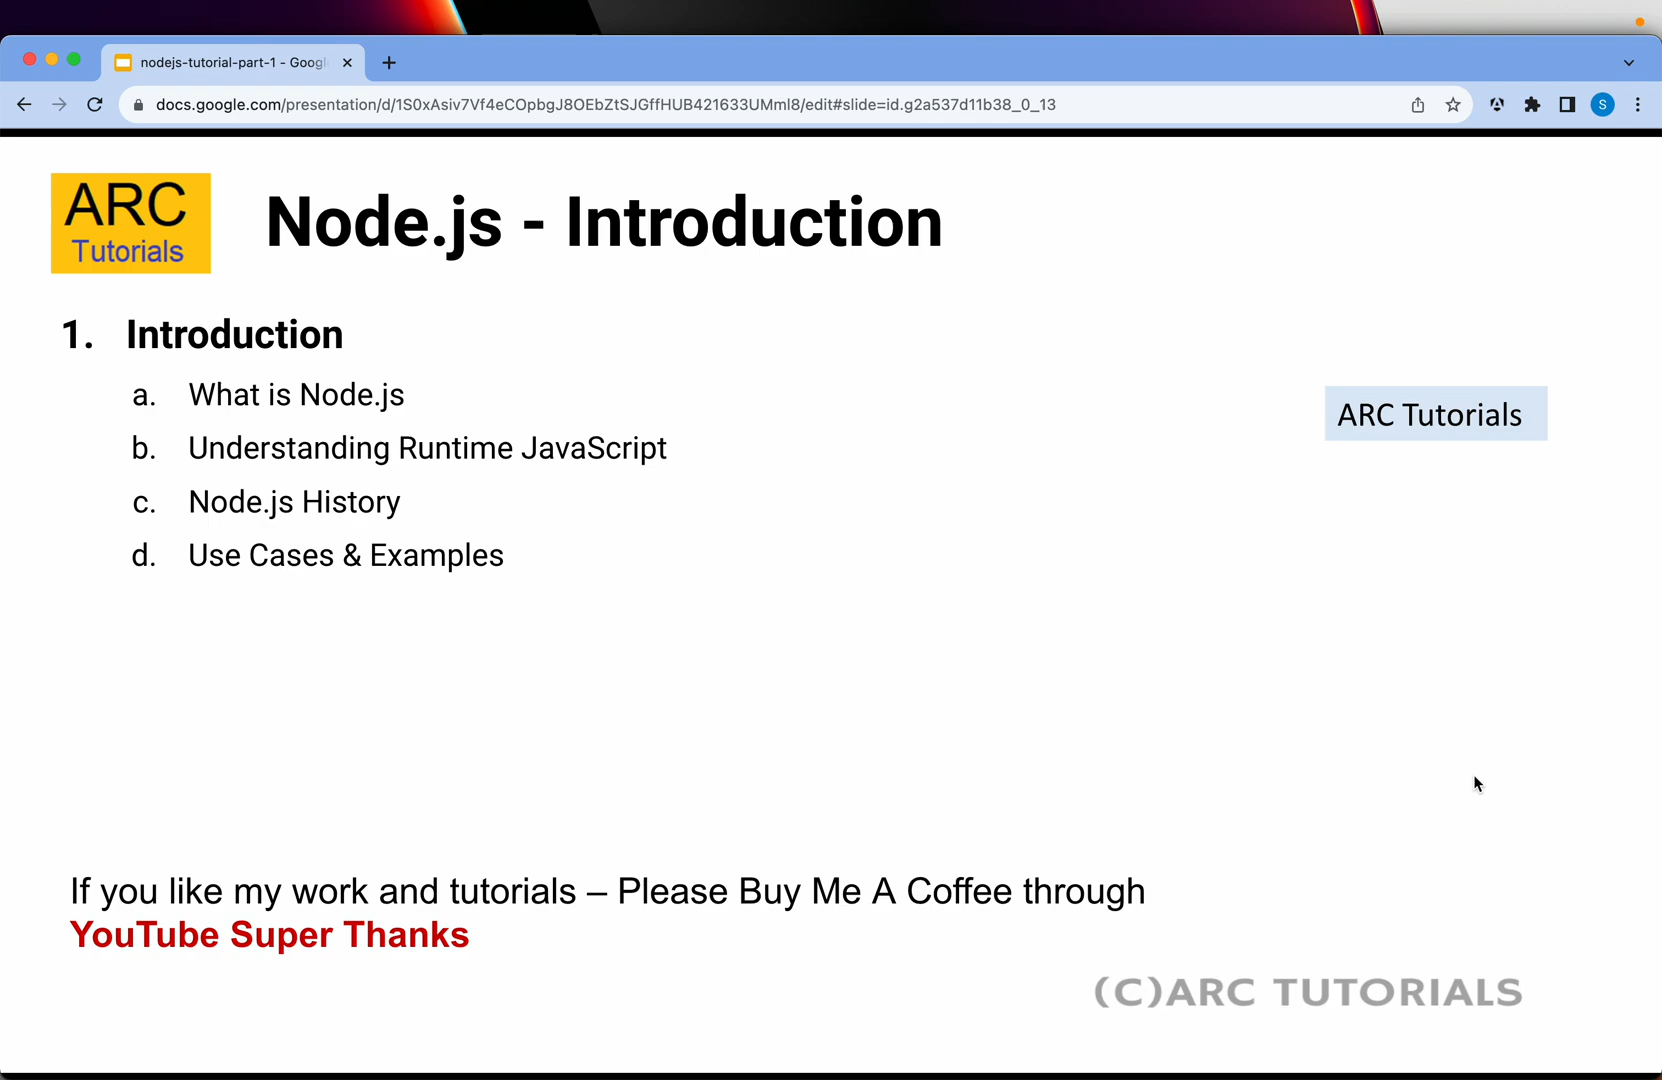 nodejs-tutorial-part-1 - Googl
docs.google.com/presentation/d/1S0xAsiv7Vf4eCOpbgJ8OEbZtSJGffHUB421633UMml8/edit#slide=id.g2a537d11b38_0_13
S
ARC
Tutorials
Node.js - Introduction
1. Introduction
a. What is Node.js
b. Understanding Runtime JavaScript
c. Node.js History
d. Use Cases & Examples
ARC Tutorials
If you like my work and tutorials – Please Buy Me A Coffee through
YouTube Super Thanks
(C)ARC TUTORIALS